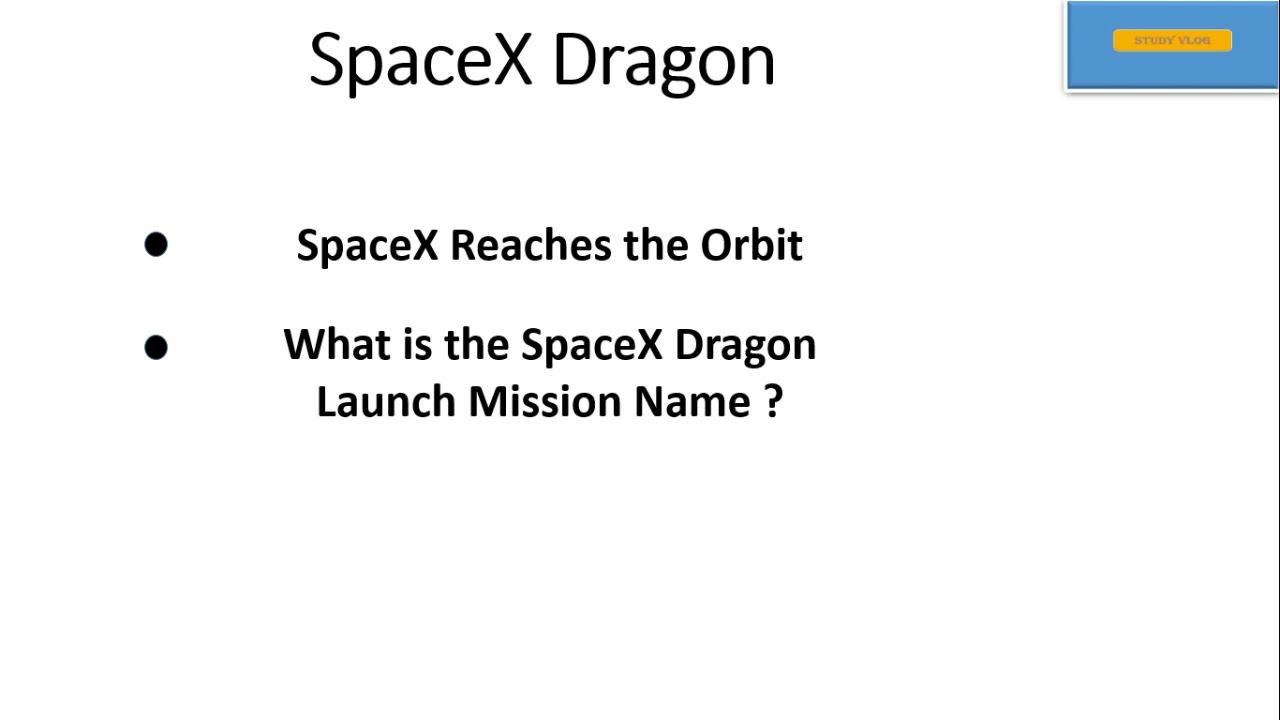 SpaceX Dragon
STUDY VLOG
SpaceX Reaches the Orbit
What is the SpaceX Dragon
Launch Mission Name ?